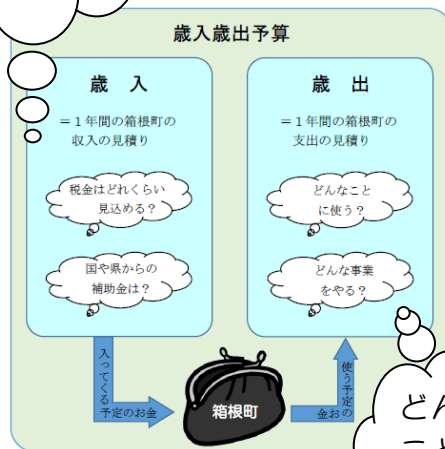 歳入歳出予算
歳 入
＝１年間の箱根町の
収入の見積り
税金はどれくらい
見込める？
国や県からの
補助金は？
歳 出
＝１年間の箱根町の
支出の見積り
どんなこと
に使う？
どんな事業
をやる？
入ってくる
予定のお金
箱根町
使う予定の
お金
どん
こと